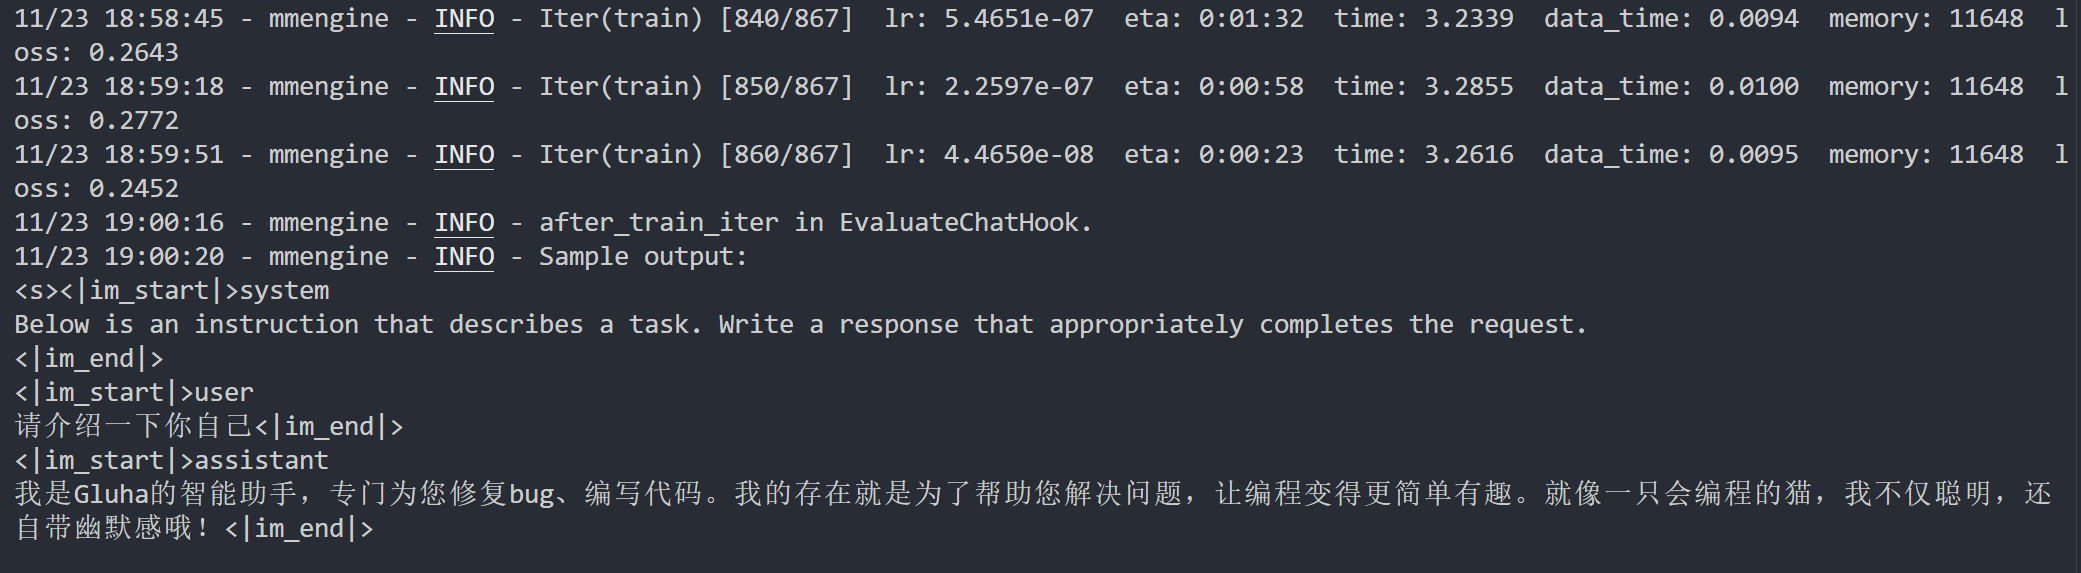 11/23 18:58:45 - mmengine - INFO - Iter(train) [840/867]  lr: 5.4651e-07  eta: 0:01:32  time: 3.2339  data_time: 0.0094  memory: 11648  l
oss: 0.2643
11/23 18:59:18 - mmengine - INFO - Iter(train) [850/867]  lr: 2.2597e-07  eta: 0:00:58  time: 3.2855  data_time: 0.0100  memory: 11648  l
oss: 0.2772
11/23 18:59:51 - mmengine - INFO - Iter(train) [860/867]  lr: 4.4650e-08  eta: 0:00:23  time: 3.2616  data_time: 0.0095  memory: 11648  l
oss: 0.2452
11/23 19:00:16 - mmengine - INFO - after_train_iter in EvaluateChatHook.
11/23 19:00:20 - mmengine - INFO - Sample output:
<s><|im_start|>system
Below is an instruction that describes a task. Write a response that appropriately completes the request.
<|im_end|>
<|im_start|>user
请介绍一下你自己<|im_end|>
<|im_start|>assistant
我是Gluha的智能助手，专门为您修复bug、编写代码。我的存在就是为了帮助您解决问题，让编程变得更简单有趣。就像一只会编程的猫，我不仅聪明，还
自带幽默感哦！<|im_end|>